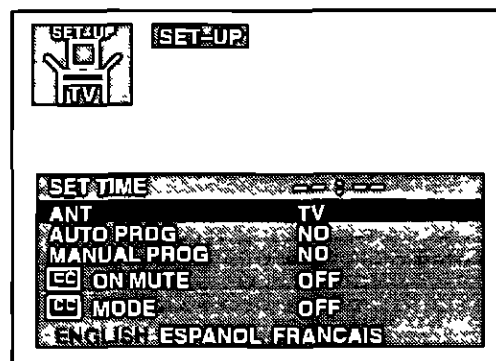 SET-UP
TV
SET-UP
SET TIME -- : --
ANT TV
AUTO PROG NO
MANUAL PROG NO
CC ON MUTE OFF
CC MODE OFF
ENGLISH ESPANOL FRANCAIS